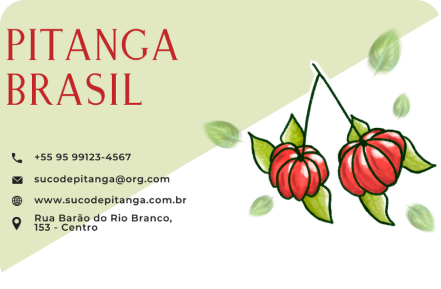 PITANGA
BRASIL
+55 95 99123-4567
sucodepitanga@org.com
www.sucodepitanga.com.br
Rua Barão do Rio Branco,
153 - Centro